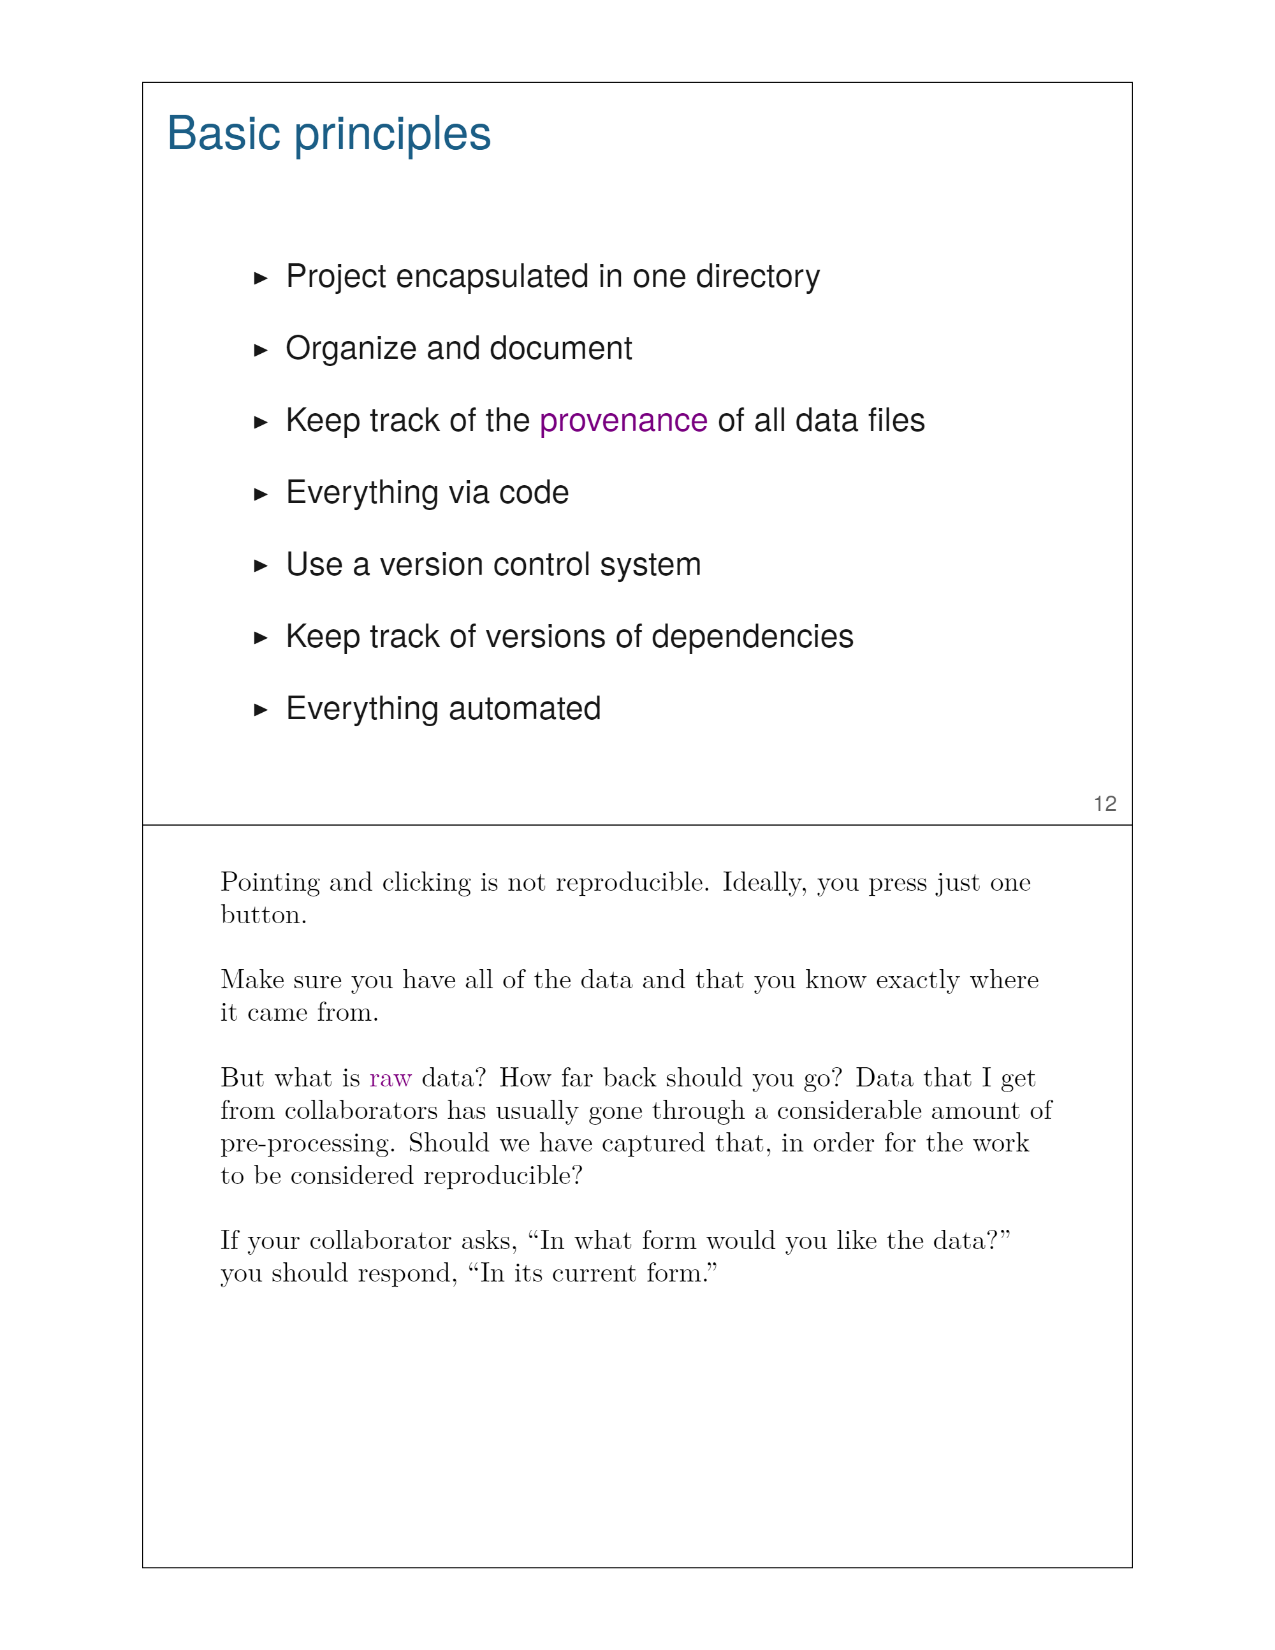 Basic principles
▶ Project encapsulated in one directory
▶ Organize and document
▶ Keep track of the provenance of all data files
▶ Everything via code
▶ Use a version control system
▶ Keep track of versions of dependencies
▶ Everything automated
12
Pointing and clicking is not reproducible. Ideally, you press just one
button.
Make sure you have all of the data and that you know exactly where
it came from.
But what is raw data? How far back should you go? Data that I get
from collaborators has usually gone through a considerable amount of
pre-processing. Should we have captured that, in order for the work
to be considered reproducible?
If your collaborator asks, “In what form would you like the data?”
you should respond, “In its current form.”